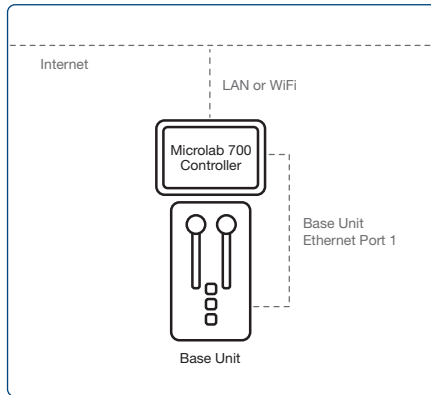 Internet
LAN or WiFi
Microlab 700
Controller
Base Unit
Ethernet Port 1
Base Unit